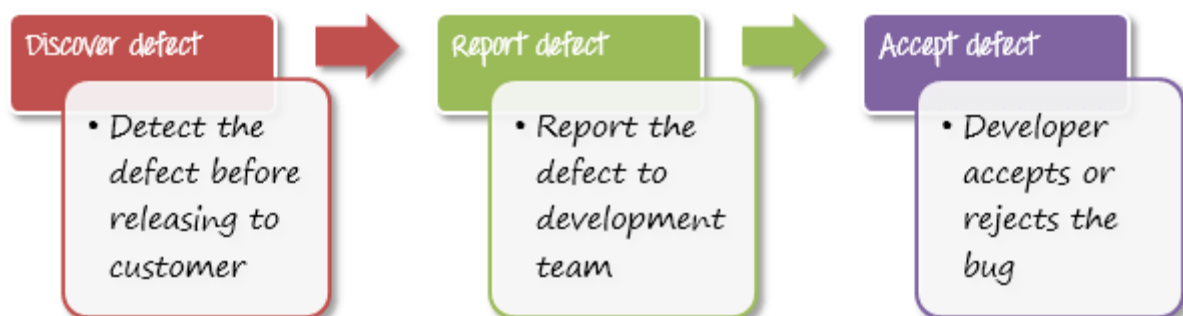 Discover defect
• Detect the
defect before
releasing to
customer
Report defect
• Report the
defect to
development
team
Accept defect
• Developer
accepts or
rejects the
bug